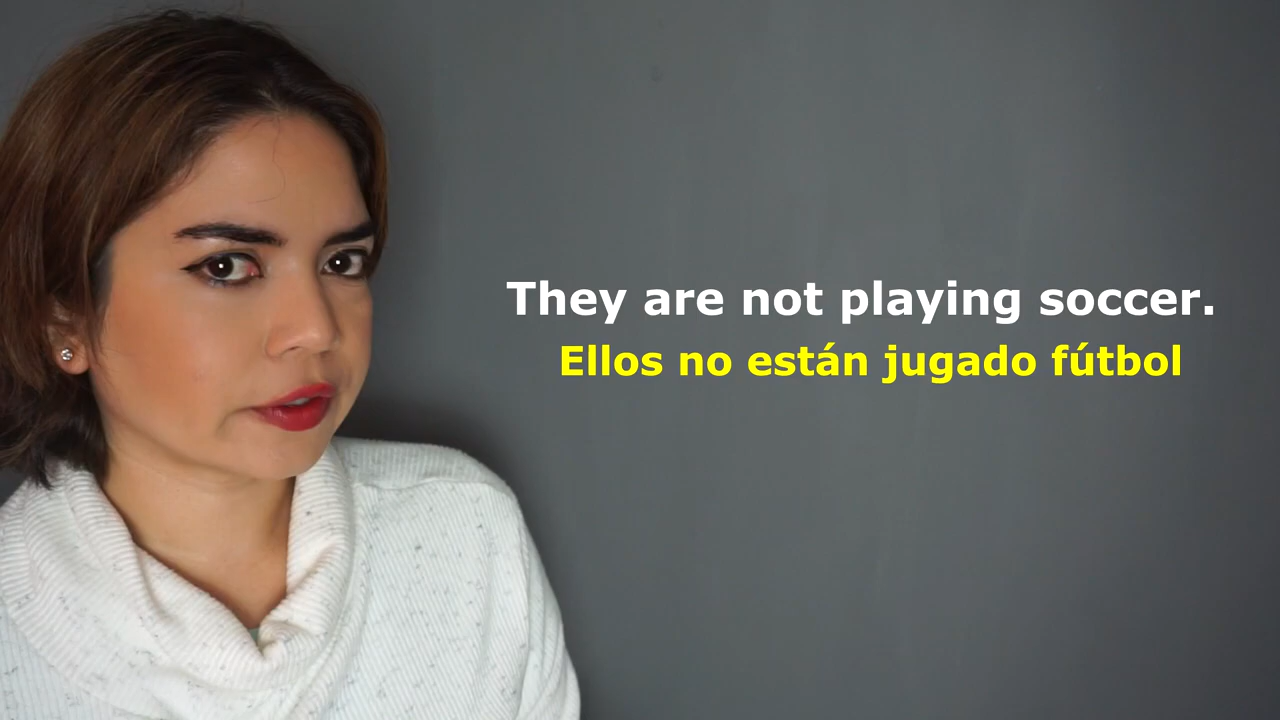 They are not playing soccer.
Ellos no están jugado fútbol